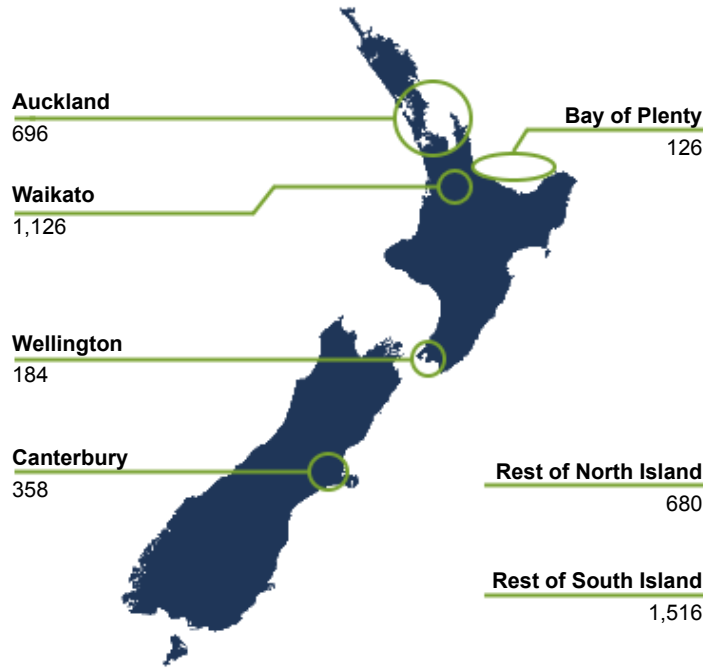 Auckland
696
Bay of Plenty
126
Waikato
1,126
Wellington
184
Canterbury
358
Rest of North Island
680
Rest of South Island
1,516